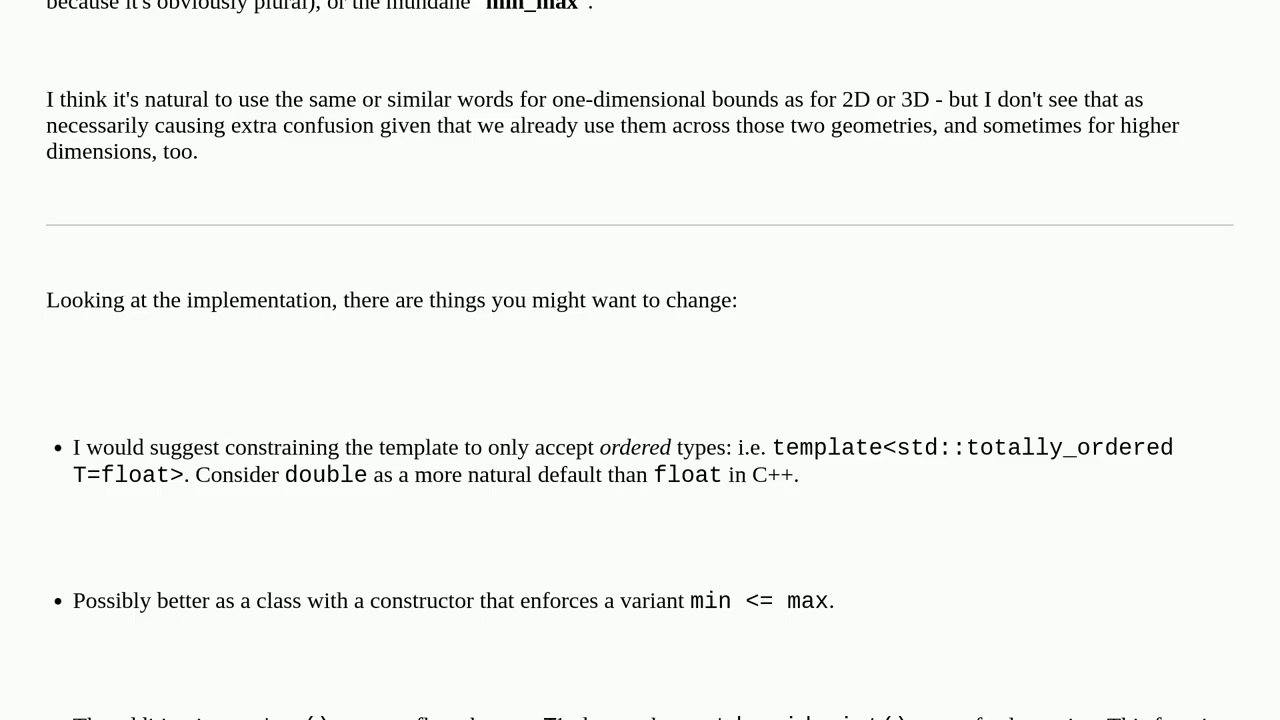 because it's obviously plural), or the mundane "min_max".
I think it's natural to use the same or similar words for one-dimensional bounds as for 2D or 3D - but I don't see that as
necessarily causing extra confusion given that we already use them across those two geometries, and sometimes for higher
dimensions, too.
Looking at the implementation, there are things you might want to change:
• I would suggest constraining the template to only accept ordered types: i.e. template<std::totally_ordered
T=float>. Consider double as a more natural default than float in C++.
• Possibly better as a class with a constructor that enforces a variant min <= max.